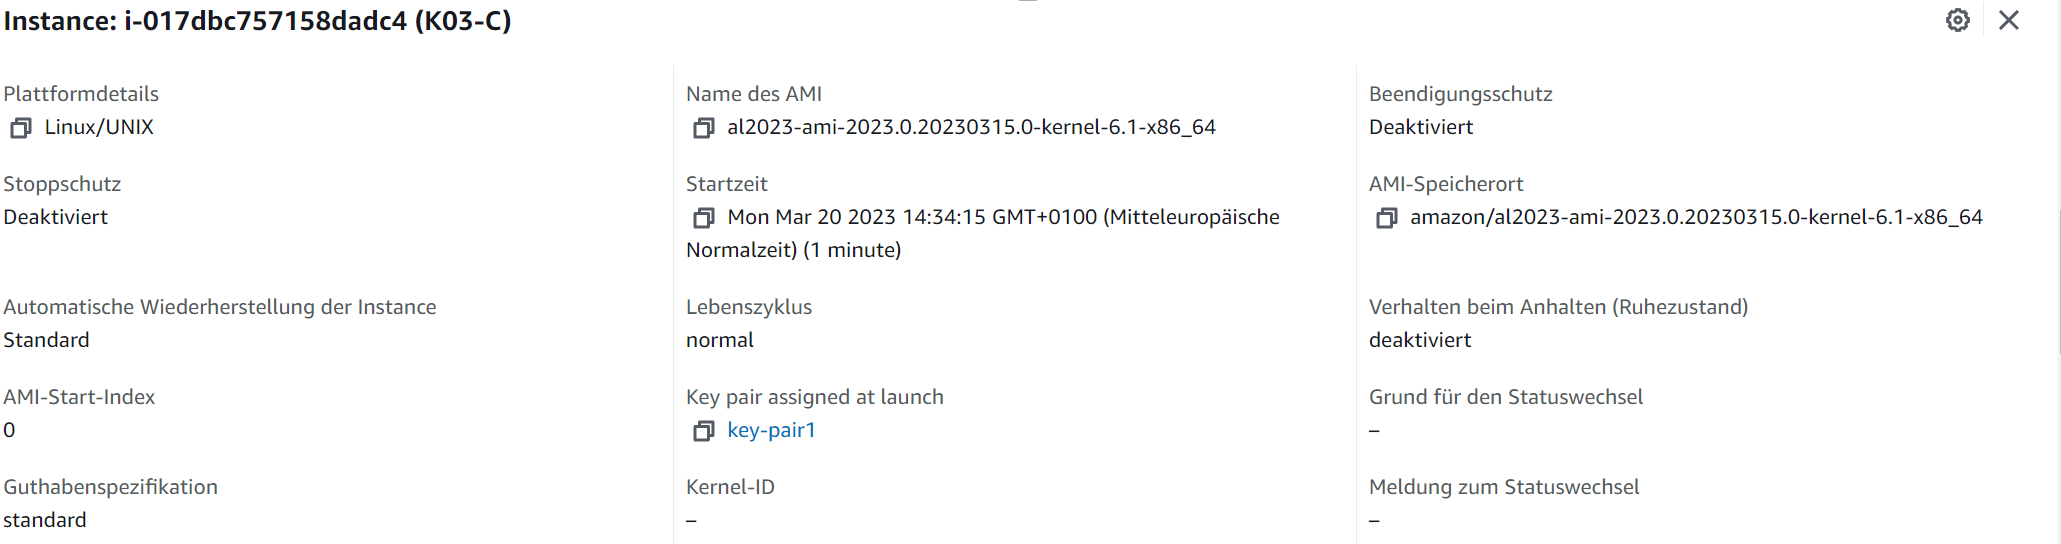 Instance: i-017dbc757158dadc4 (K03-C)
Plattformdetails
Linux/UNIX
Name des AMI
al2023-ami-2023.0.20230315.0-kernel-6.1-x86_64
Beendigungsschutz
Deaktiviert
Stoppschutz
Deaktiviert
Startzeit
Mon Mar 20 2023 14:34:15 GMT+0100 (Mitteleuropäische
Normalzeit) (1 minute)
AMI-Speicherort
amazon/al2023-ami-2023.0.20230315.0-kernel-6.1-x86_64
Automatische Wiederherstellung der Instance
Standard
Lebenszyklus
normal
Verhalten beim Anhalten (Ruhezustand)
deaktiviert
AMI-Start-Index
0
Key pair assigned at launch
key-pair1
Grund für den Statuswechsel
–
Guthabenspezifikation
standard
Kernel-ID
–
Meldung zum Statuswechsel
–